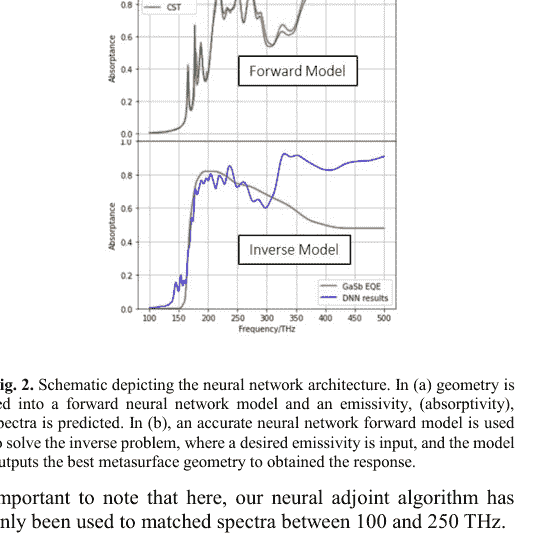 0.8
CST
Absorptance
0.6
0.4
Forward Model
0.2
0.0
1.0
0.8
Absorptance
0.6
0.4
Inverse Model
0.2
GaSb EQE
DNN results
0.0
100 150 200 250 300 350 400 450 500
Frequency/THz
ig. 2. Schematic depicting the neural network architecture. In (a) geometry is
ed into a forward neural network model and an emissivity, (absorptivity),
pectra is predicted. In (b), an accurate neural network forward model is used
o solve the inverse problem, where a desired emissivity is input, and the model
utputs the best metasurface geometry to obtained the response.
mportant to note that here, our neural adjoint algorithm has
nly been used to matched spectra between 100 and 250 THz.